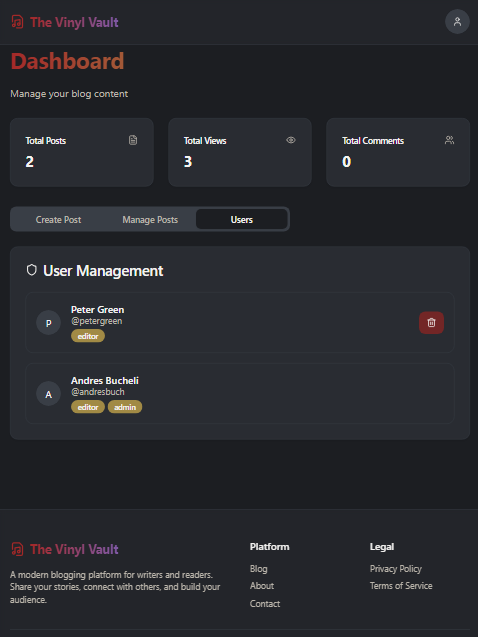 The Vinyl Vault
Dashboard
Manage your blog content
Total Posts
2
Total Views
3
Total Comments
0
Create Post
Manage Posts
Users
User Management
P
Peter Green
@petergreen
editor
A
Andres Bucheli
@andresbuch
editor admin
The Vinyl Vault
A modern blogging platform for writers and readers.
Share your stories, connect with others, and build your
audience.
Platform
Blog
About
Contact
Legal
Privacy Policy
Terms of Service